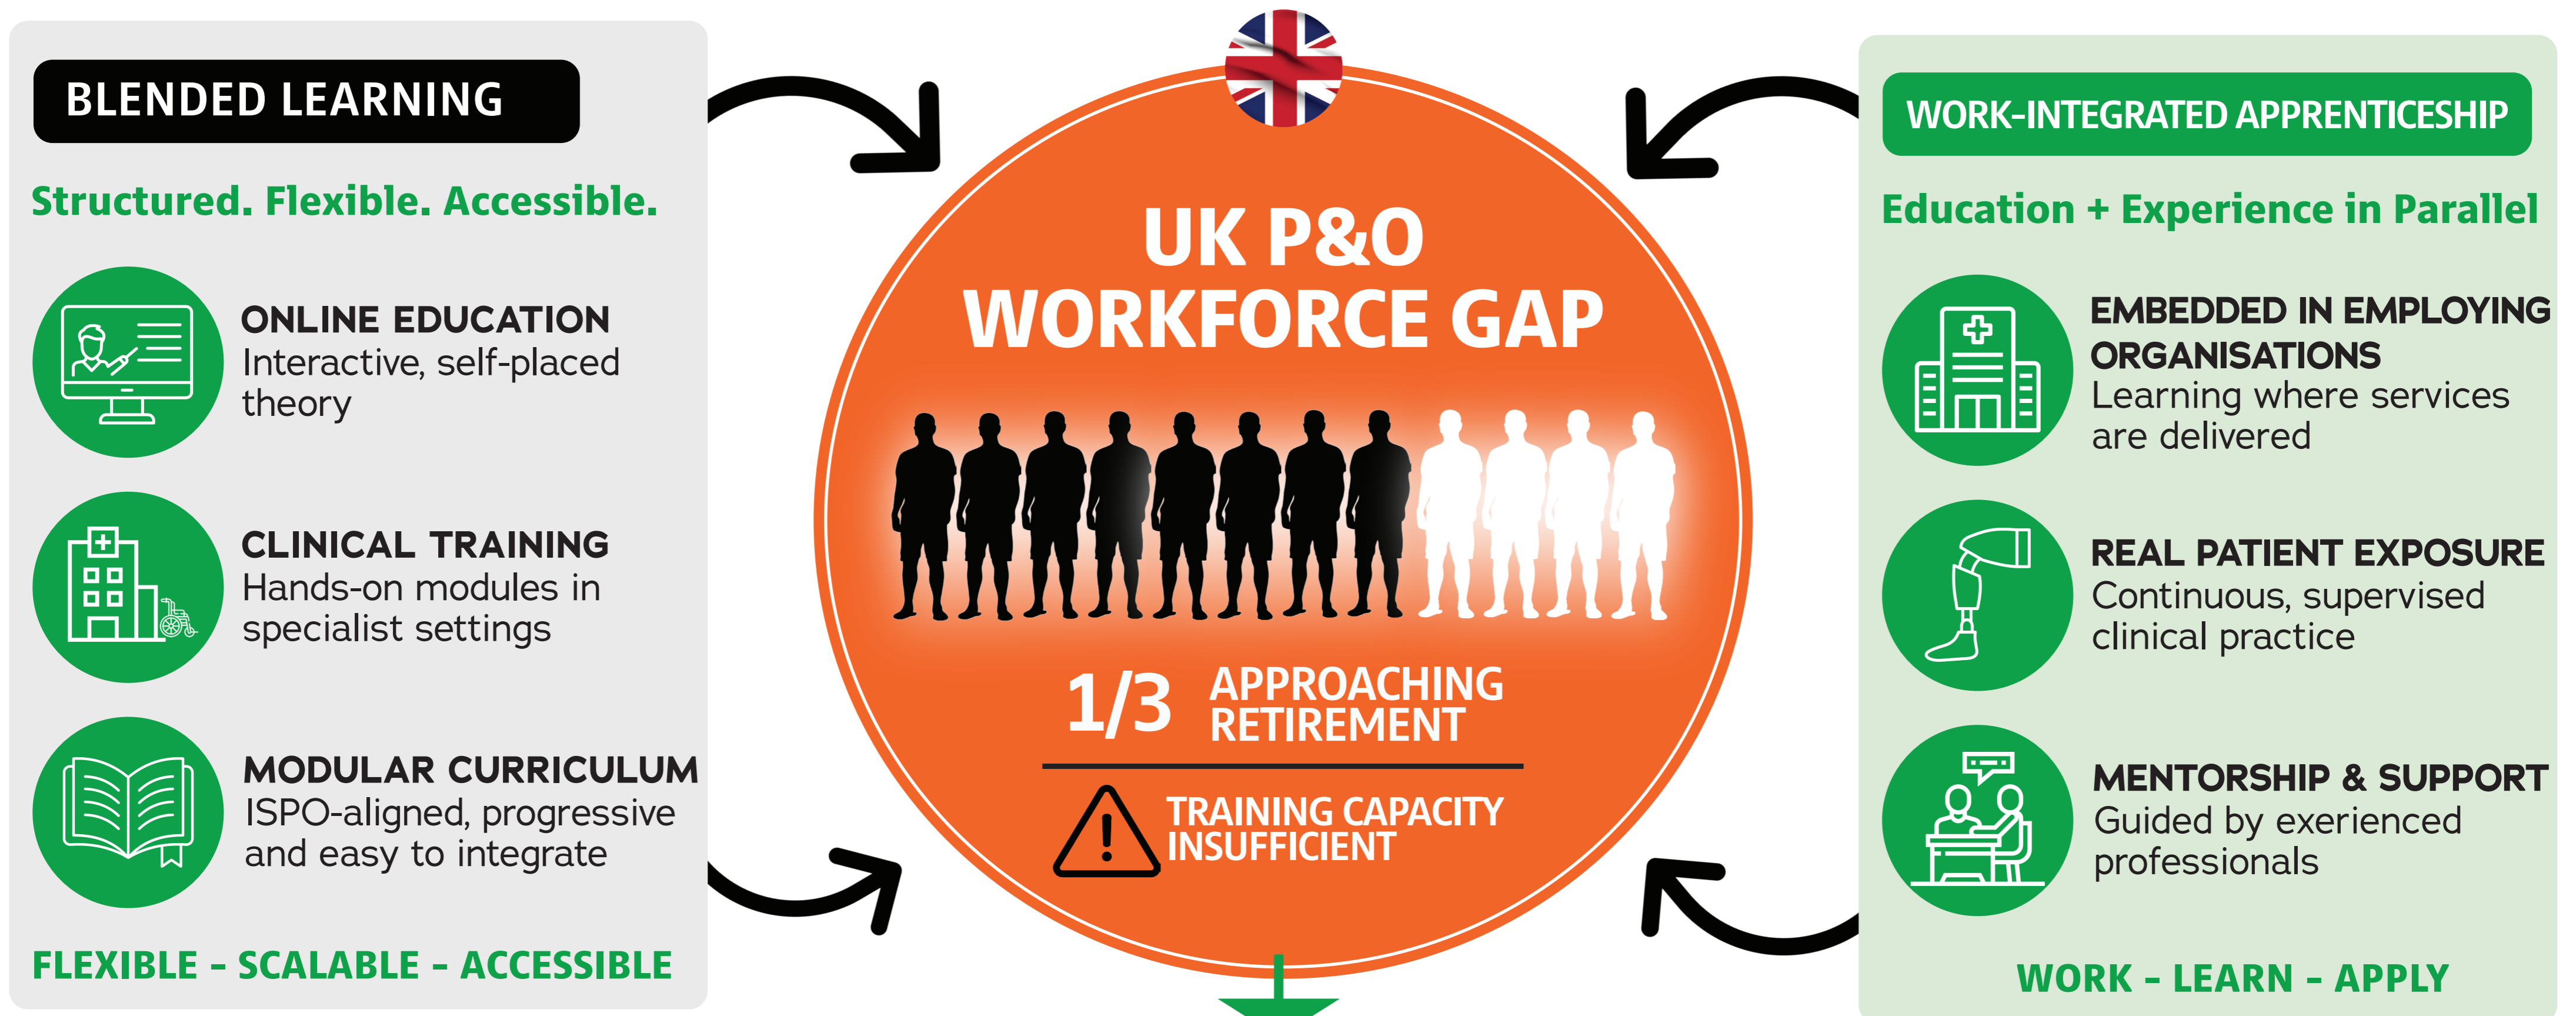 BLENDED LEARNING
Structured. Flexible. Accessible.
ONLINE EDUCATION
Interactive, self-placed
theory
CLINICAL TRAINING
Hands-on modules in
specialist settings
MODULAR CURRICULUM
ISPO-aligned, progressive
and easy to integrate
FLEXIBLE - SCALABLE - ACCESSIBLE
UK P&O
WORKFORCE GAP
1/3 APPROACHING
RETIREMENT
TRAINING CAPACITY
INSUFFICIENT
WORK-INTEGRATED APPRENTICESHIP
Education + Experience in Parallel
EMBEDDED IN EMPLOYING
ORGANISATIONS
Learning where services
are delivered
REAL PATIENT EXPOSURE
Continuous, supervised
clinical practice
MENTORSHIP & SUPPORT
Guided by exerienced
professionals
WORK - LEARN - APPLY